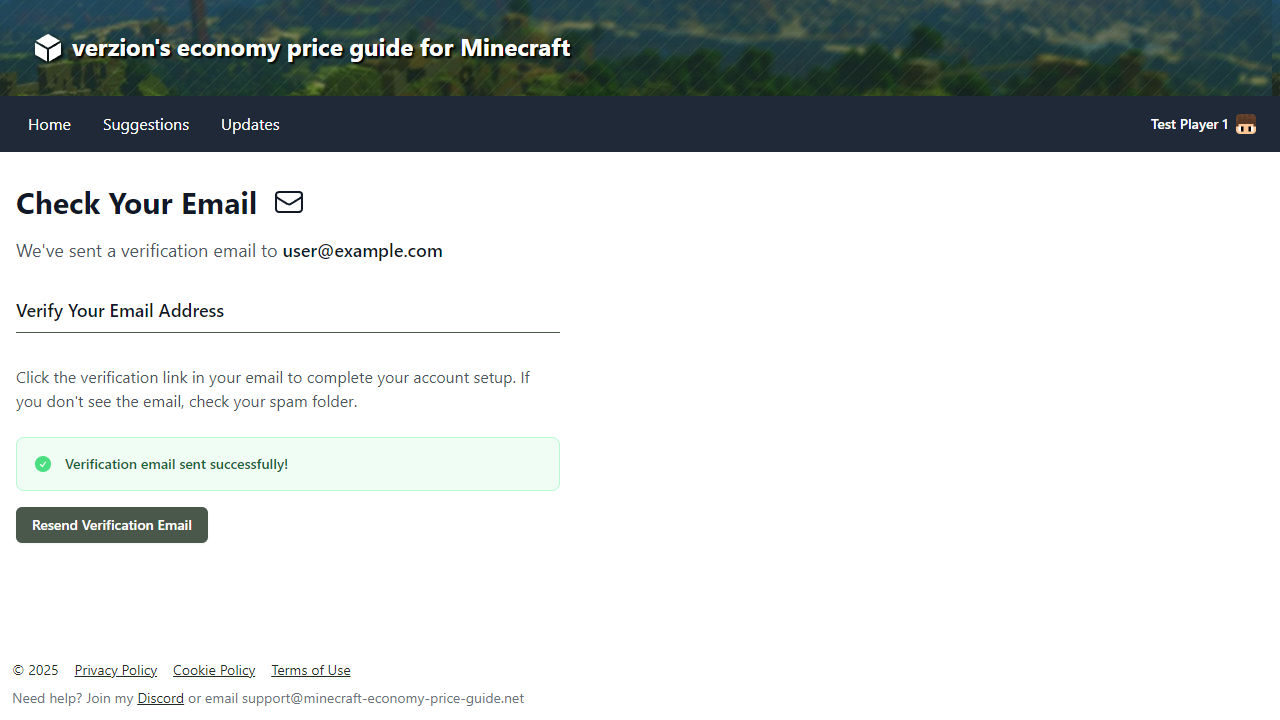 verzion's economy price guide for Minecraft
Home Suggestions Updates Test Player 1
Check Your Email
We've sent a verification email to user@example.com
Verify Your Email Address
Click the verification link in your email to complete your account setup. If
you don't see the email, check your spam folder.
Verification email sent successfully!
Resend Verification Email
© 2025 Privacy Policy Cookie Policy Terms of Use
Need help? Join my Discord or email support@minecraft-economy-price-guide.net